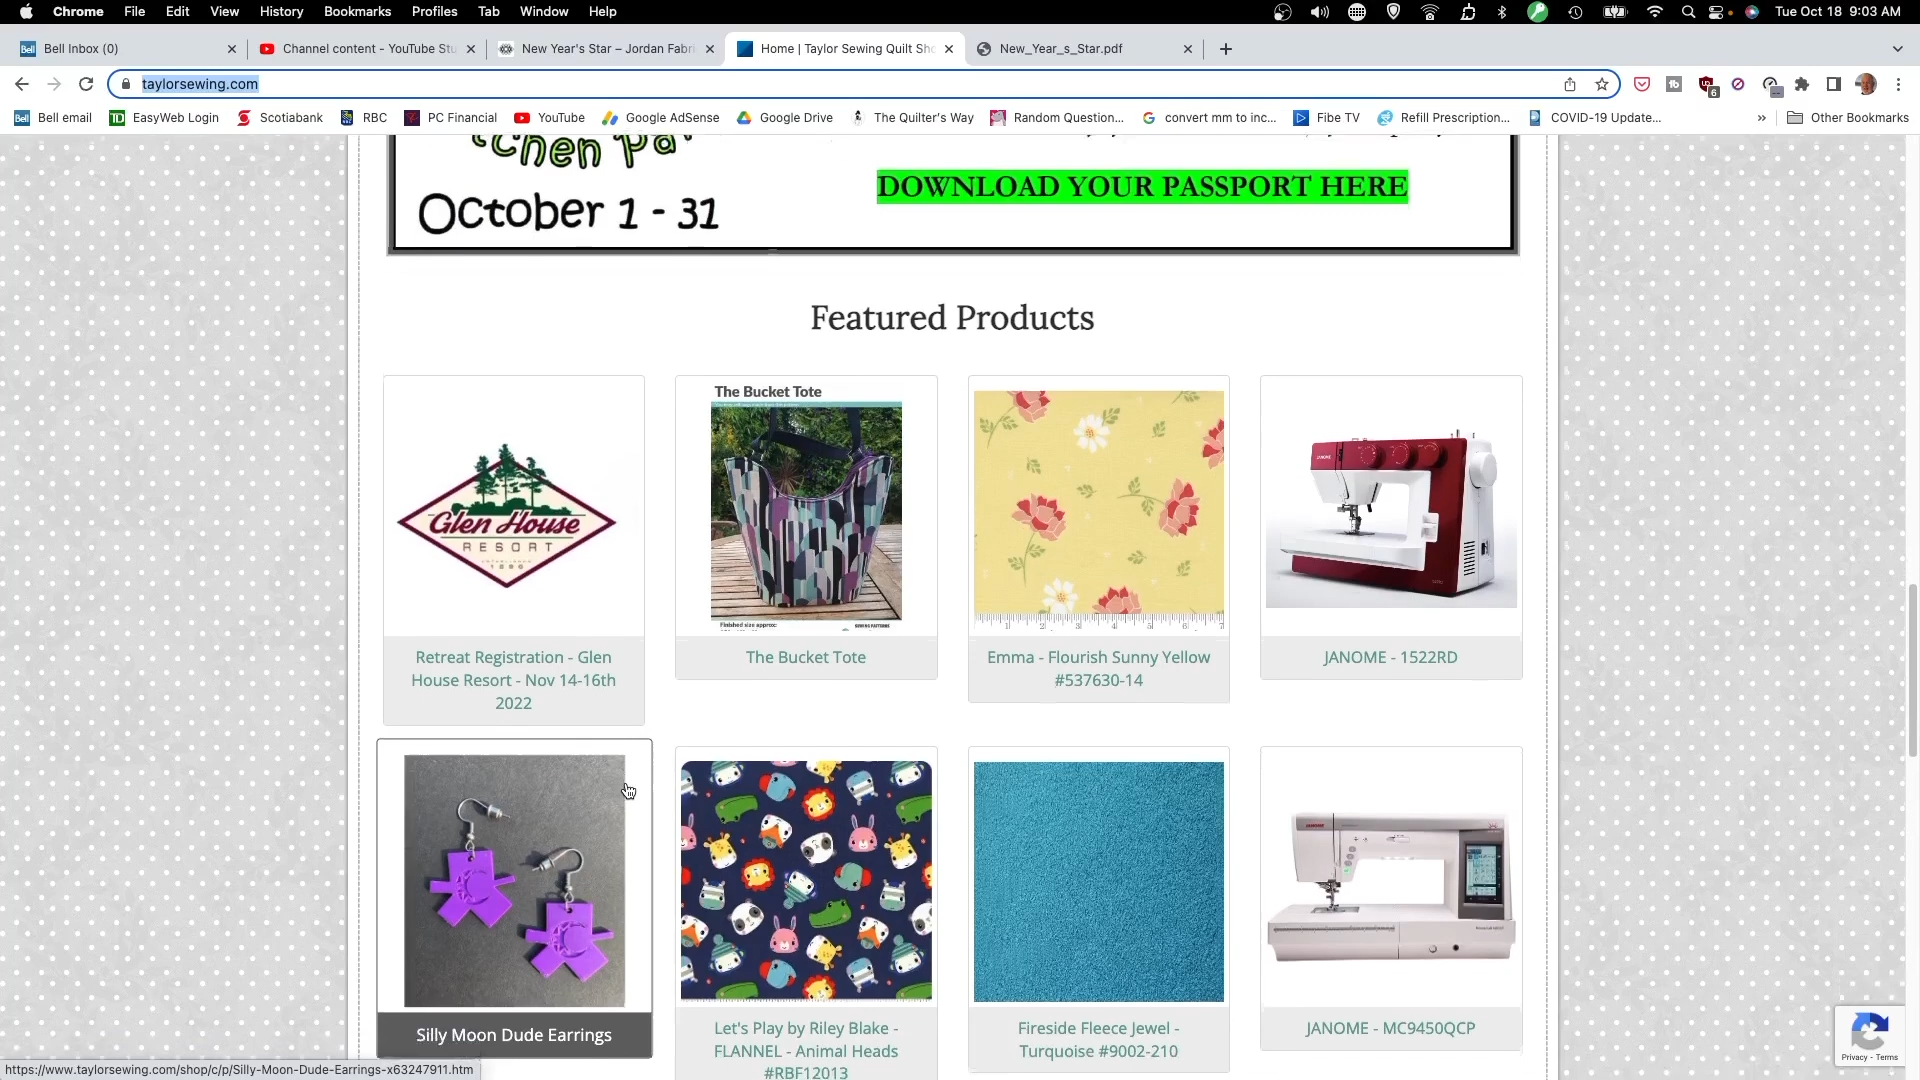 Chrome File Edit View History Bookmarks Profiles Tab Window Help Tue Oct 18 9:03 AM
Bell Inbox (0) Channel content - YouTube Stu New Year's Star – Jordan Fabri Home | Taylor Sewing Quilt Sho New_Year_s_Star.pdf
taylorsewing.com
Bell email EasyWeb Login Scotiabank RBC PC Financial YouTube Google AdSense Google Drive The Quilter's Way Random Question... convert mm to inc... Fibe TV Refill Prescription... COVID-19 Update... » Other Bookmarks
DOWNLOAD YOUR PASSPORT HERE
October 1 - 31
Featured Products
Glen House
RESORT
1896
The Bucket Tote
Finished size approx:
SEWING PATTERNS
Retreat Registration - Glen
House Resort - Nov 14-16th
2022
The Bucket Tote
Emma - Flourish Sunny Yellow
#537630-14
JANOME - 1522RD
Silly Moon Dude Earrings
Let's Play by Riley Blake -
FLANNEL - Animal Heads
#RBF12013
Fireside Fleece Jewel -
Turquoise #9002-210
JANOME - MC9450QCP
Privacy - Terms
https://www.taylorsewing.com/shop/c/p/Silly-Moon-Dude-Earrings-x63247911.htm